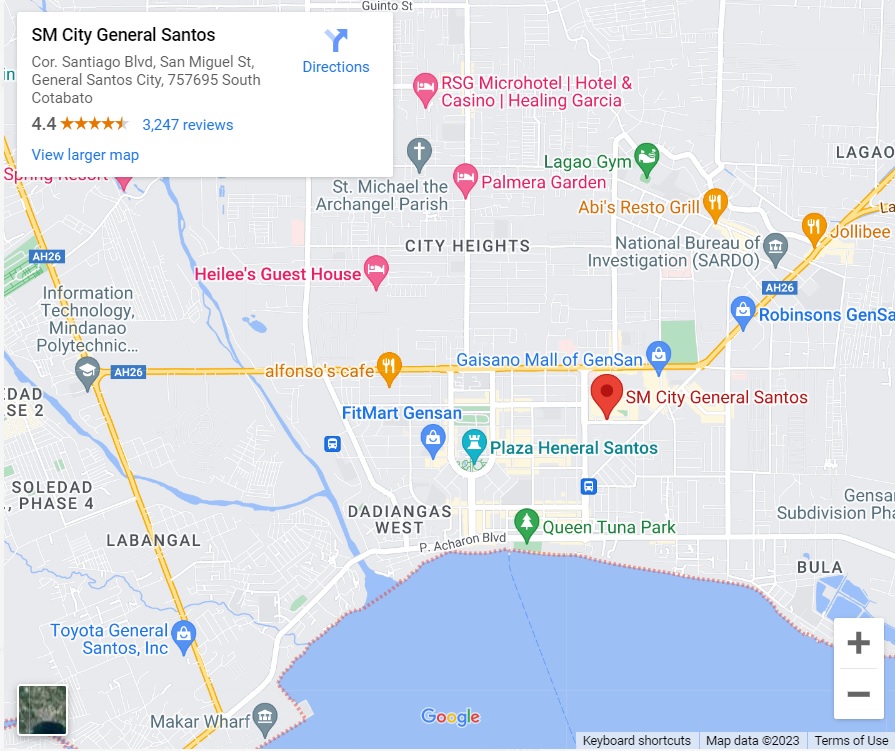 Guinto St
SM City General Santos
Cor. Santiago Blvd, San Miguel St,
General Santos City, 757695 South
Cotabato
4.4
3,247 reviews
View larger map
Directions
in
Spring Resort
RSG Microhotel | Hotel &
Casino | Healing Garcia
St. Michael the
Archangel Parish
Palmera Garden
Lagao Gym
LAGAO
Abi's Resto Grill
La
Jollibee
National Bureau of
Investigation (SARDO)
CITY HEIGHTS
AH26
Heilee's Guest House
AH26
Information
Technology,
Mindanao
Polytechnic...
Robinsons GenSa
AH26
alfonso's cafe
Gaisano Mall of GenSan
SM City General Santos
EDAD
SE 2
FitMart Gensan
Plaza Heneral Santos
SOLEDAD
., PHASE 4
DADIANGAS
WEST
Gensan
Subdivision Pha
LABANGAL
P. Acharon Blvd
Queen Tuna Park
BULA
Toyota General
Santos, Inc
Makar Wharf
Google
+
−
Keyboard shortcuts
Map data ©2023
Terms of Use